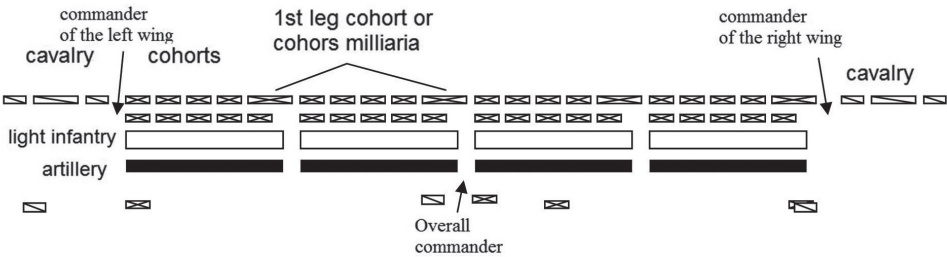 commander
of the left wing
cavalry
cohorts
1st leg cohort or
cohors milliaria
commander
of the right wing
cavalry
light infantry
artillery
Overall
commander